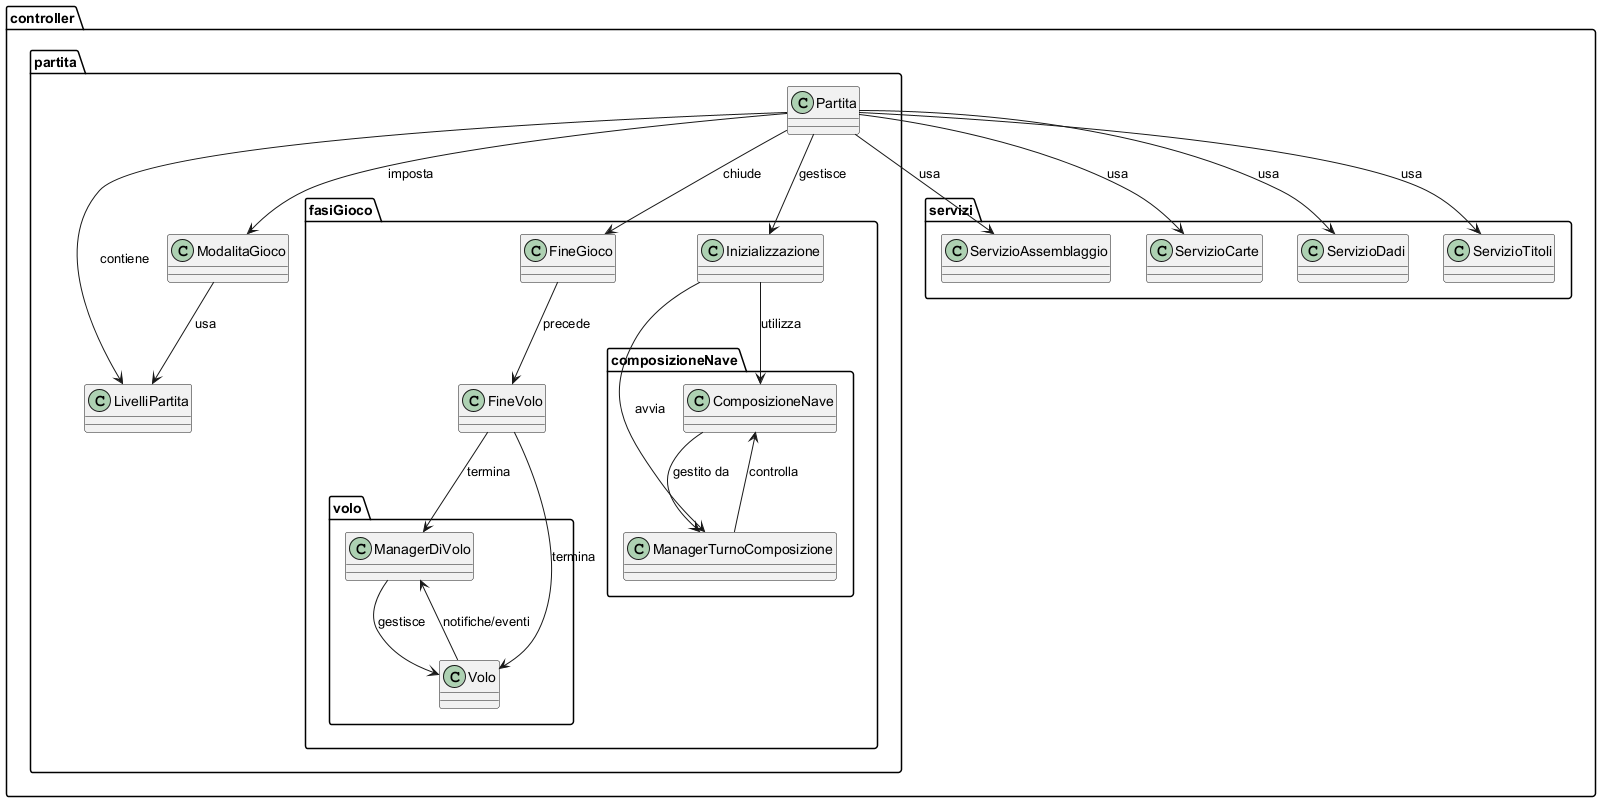 controller
partita
C Partita
contiene
imposta
chiude
gestisce
usa
usa
usa
usa
fasiGioco
servizi
C ModalitaGioco
C FineGioco
C Inizializzazione
C ServizioAssemblaggio
C ServizioCarte
C ServizioDadi
C ServizioTitoli
usa
precede
utilizza
composizioneNave
C LivelliPartita
C FineVolo
avvia
C ComposizioneNave
termina
gestito da
controlla
volo
C ManagerDiVolo
termina
C ManagerTurnoComposizione
gestisce
notifiche/eventi
C Volo